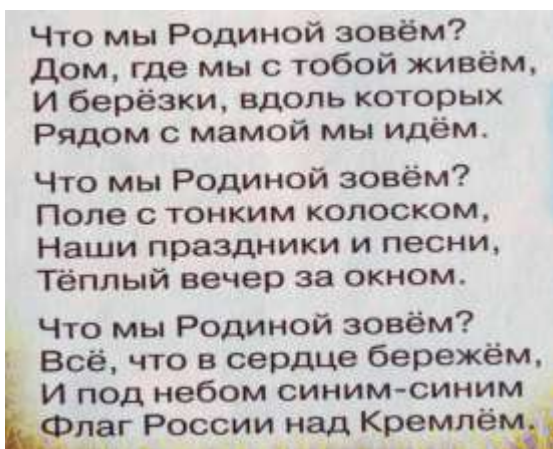 Что мы Родиной зовём?
Дом, где мы с тобой живём,
И берёзки, вдоль которых
Рядом с мамой мы идём.
Что мы Родиной зовём?
Поле с тонким колоском,
Наши праздники и песни,
Тёплый вечер за окном.
Что мы Родиной зовём?
Всё, что в сердце бережём,
И под небом синим-синим
Флаг России над Кремлём.